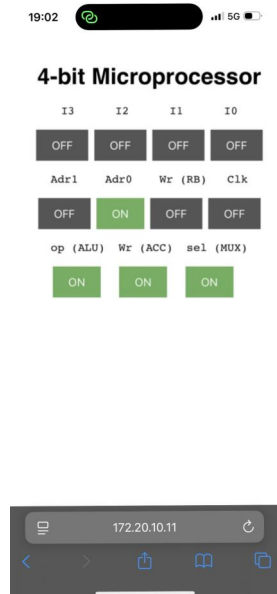 19:02 5G
4-bit Microprocessor
I3 I2 I1 I0
OFF OFF OFF OFF
Adr1 Adr0 Wr (RB) Clk
OFF ON OFF OFF
op (ALU) Wr (ACC) sel (MUX)
ON ON ON
172.20.10.11